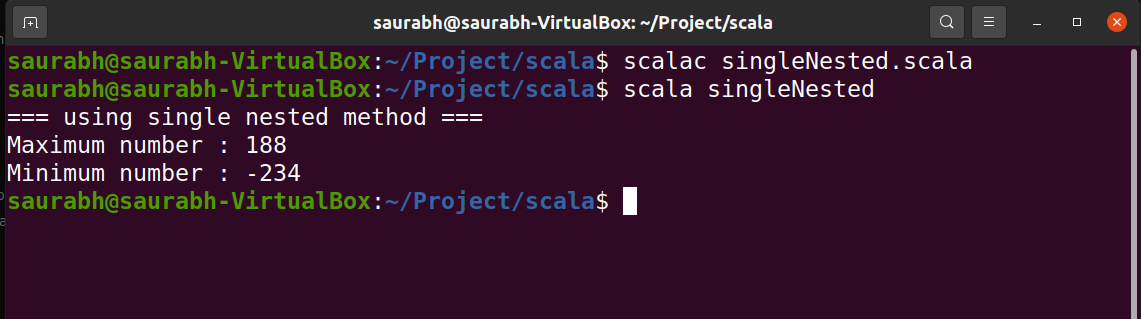 saurabh@saurabh-VirtualBox: ~/Project/scala
saurabh@saurabh-VirtualBox:~/Project/scala$ scalac singleNested.scala
saurabh@saurabh-VirtualBox:~/Project/scala$ scala singleNested
=== using single nested method ===
Maximum number : 188
Minimum number : -234
saurabh@saurabh-VirtualBox:~/Project/scala$